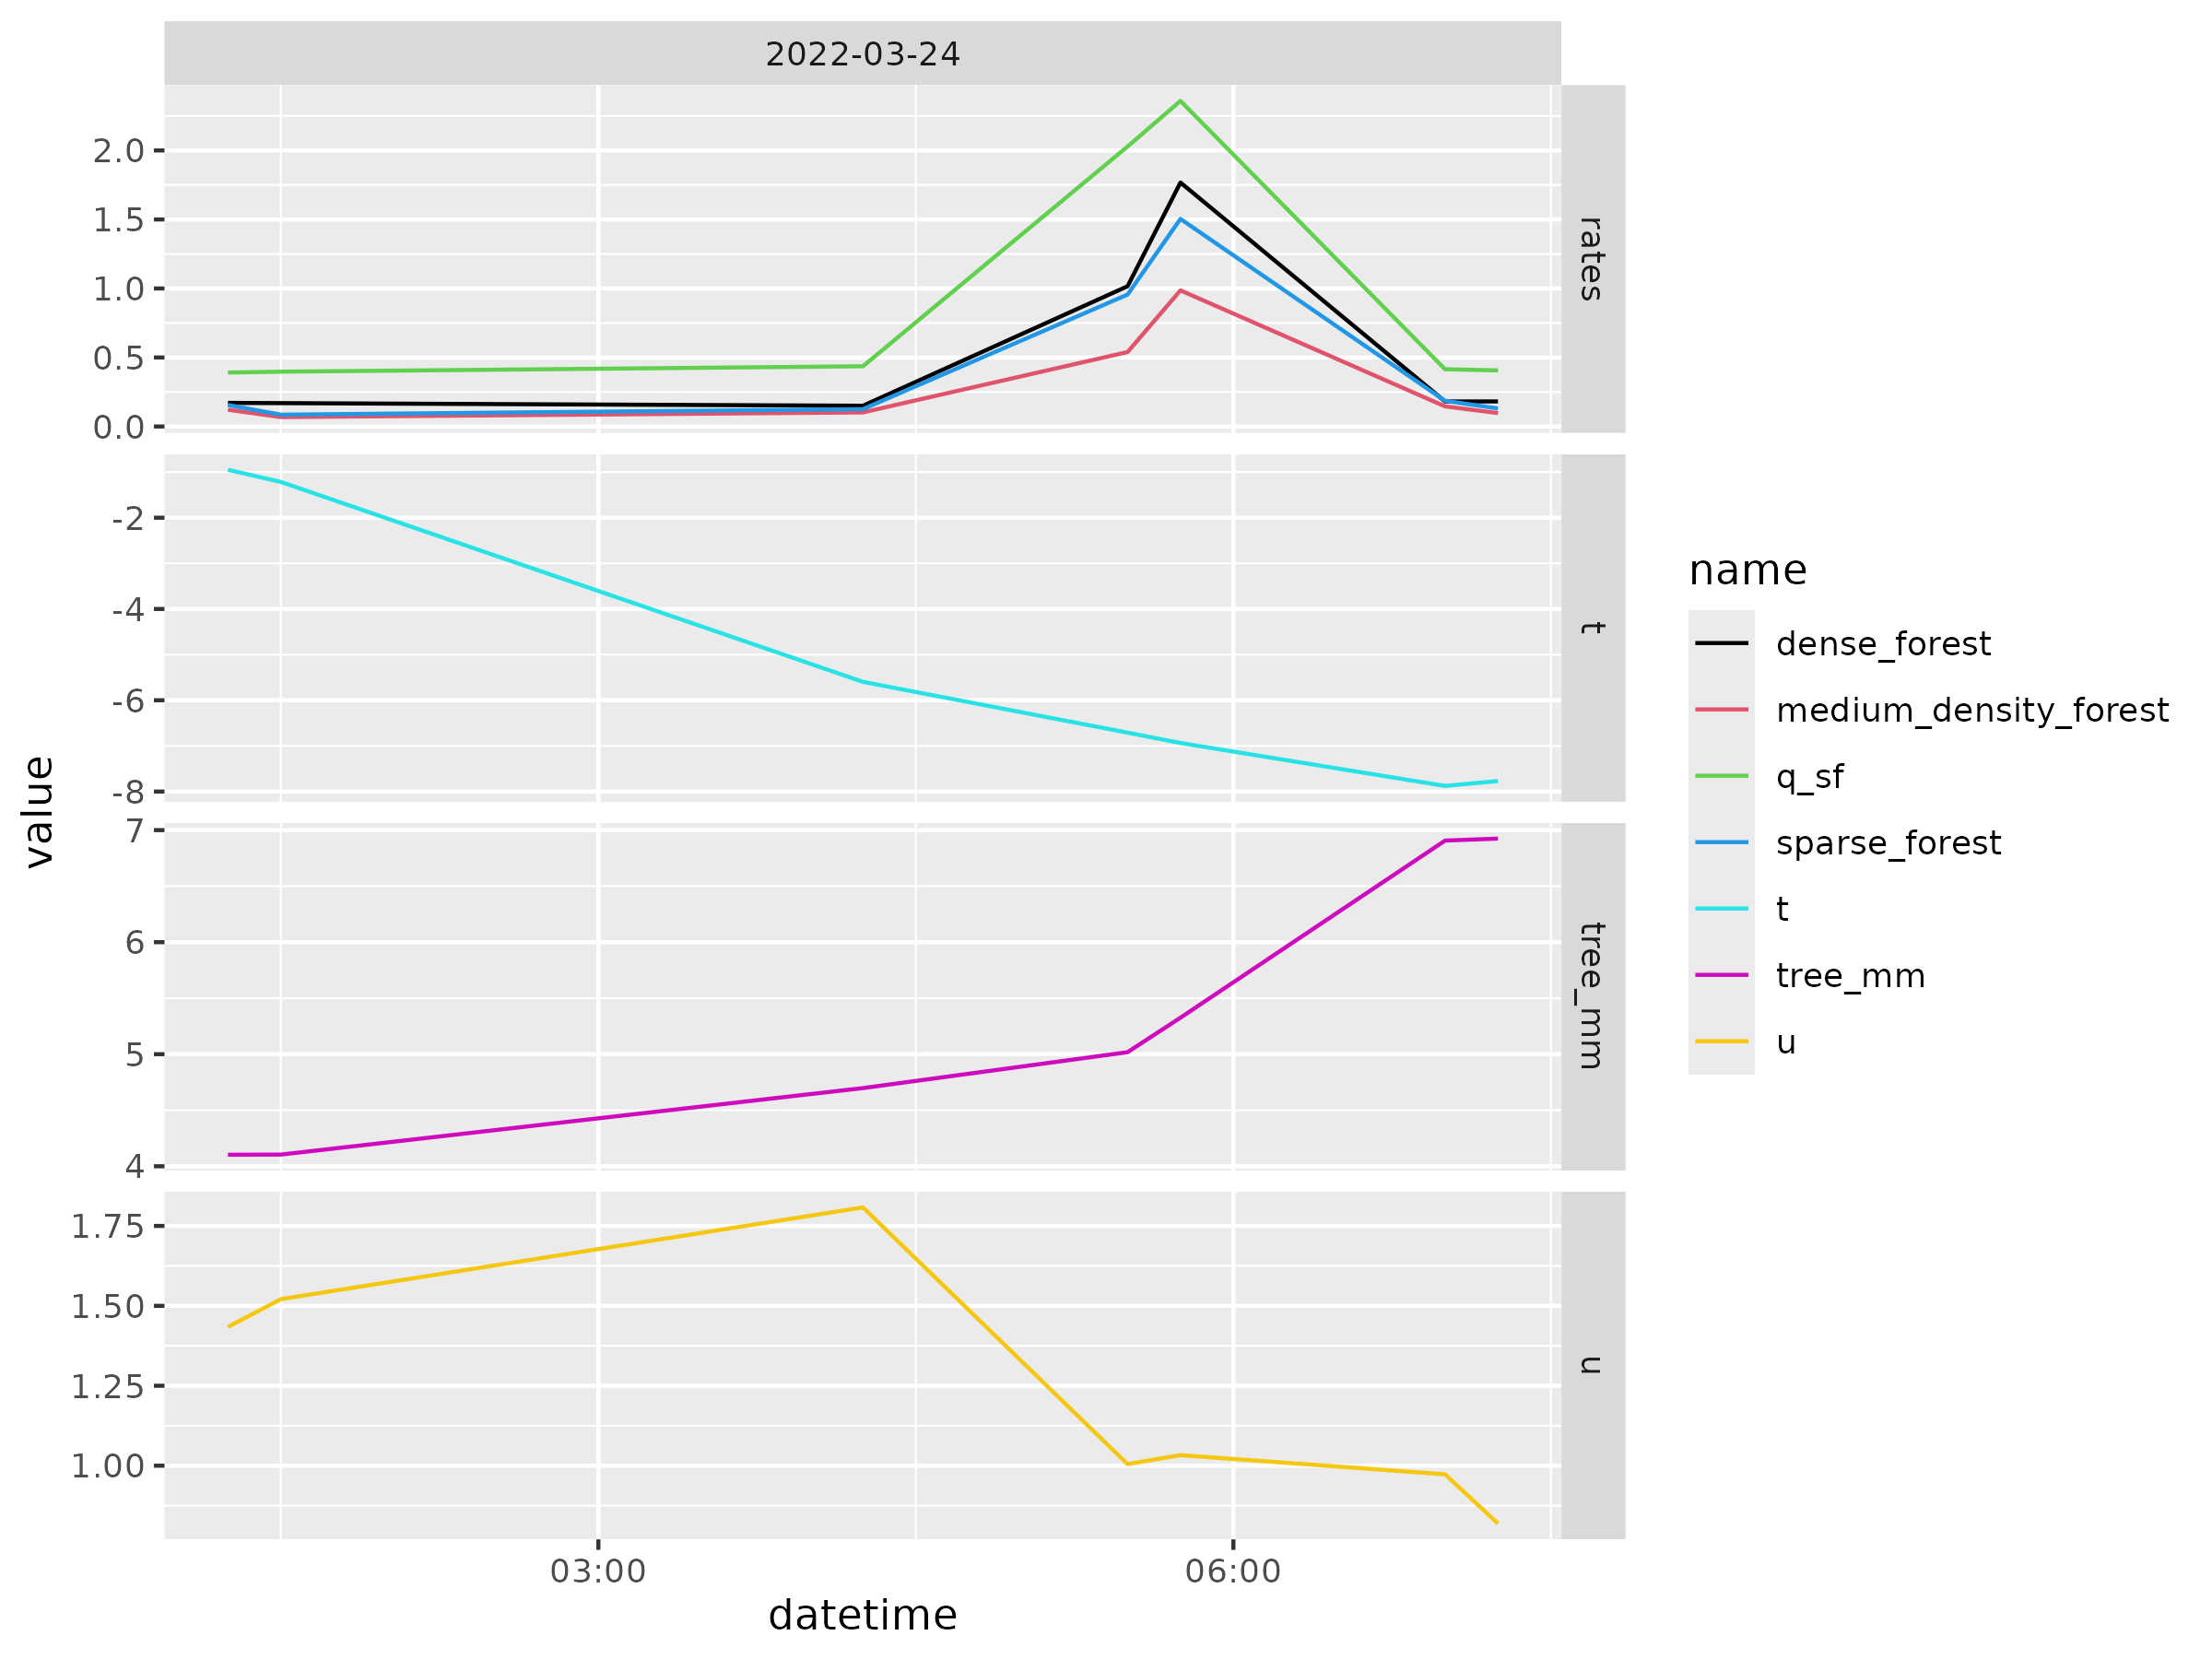 2022-03-24
2.0
1.5
1.0
0.5
0.0
rates
-2
-4
-6
-8
t
7
6
5
4
tree_mm
1.75
1.50
1.25
1.00
u
03:00 06:00
datetime
value
name
dense_forest
medium_density_forest
q_sf
sparse_forest
t
tree_mm
u